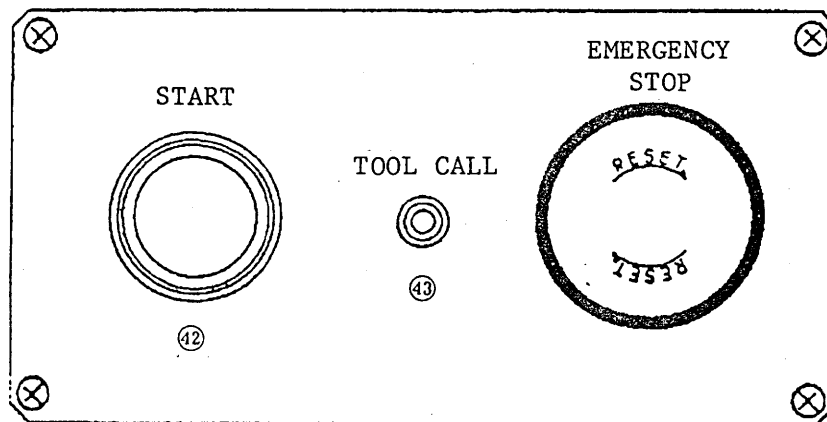 EMERGENCY
STOP
START
TOOL CALL
RESET
RESET
㊸
㊷